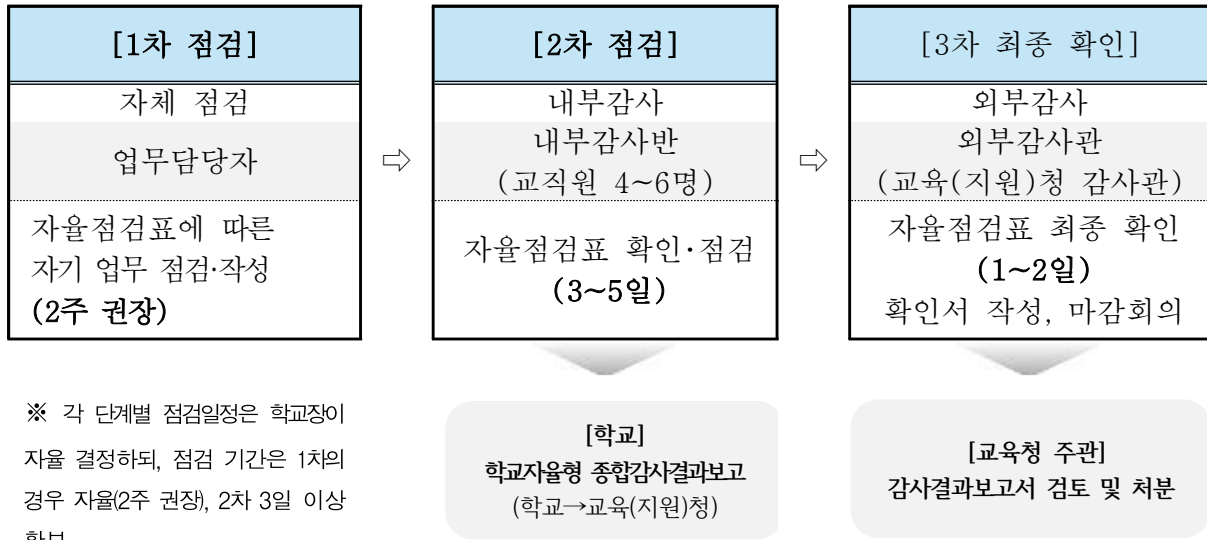 [1차 점검]
자체 점검
업무담당자
자율점검표에 따른
자기 업무 점검·작성
(2주 권장)
⇨
[2차 점검]
내부감사
내부감사반
(교직원 4~6명)
자율점검표 확인·점검
(3~5일)
⇨
[3차 최종 확인]
외부감사
외부감사관
(교육(지원)청 감사관)
자율점검표 최종 확인
(1~2일)
확인서 작성, 마감회의
※ 각 단계별 점검일정은 학교장이
자율 결정하되, 점검 기간은 1차의
경우 자율(2주 권장), 2차 3일 이상
[학교]
학교자율형 종합감사결과보고
(학교→교육(지원)청)
[교육청 주관]
감사결과보고서 검토 및 처분